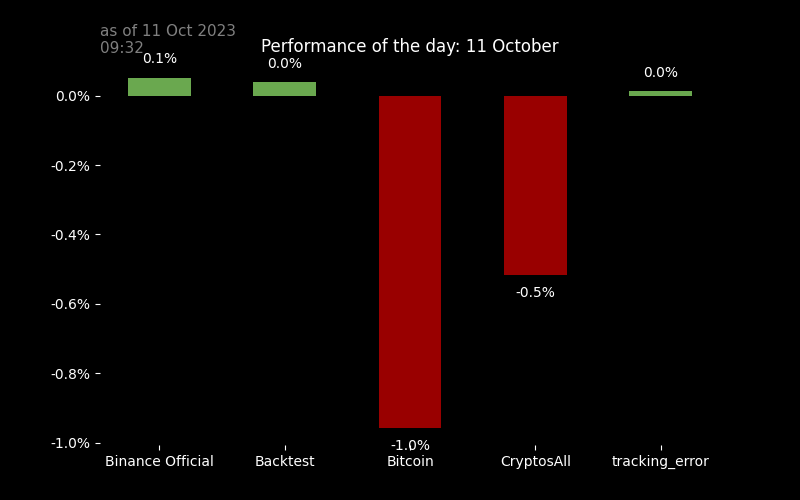 as of 11 Oct 2023
09:32
Performance of the day: 11 October
0.1%
0.0%
0.0%
0.0%
-0.2%
-0.4%
-0.6%
-0.5%
-0.8%
-1.0%
-1.0%
Binance Official
Backtest
Bitcoin
CryptosAll
tracking_error